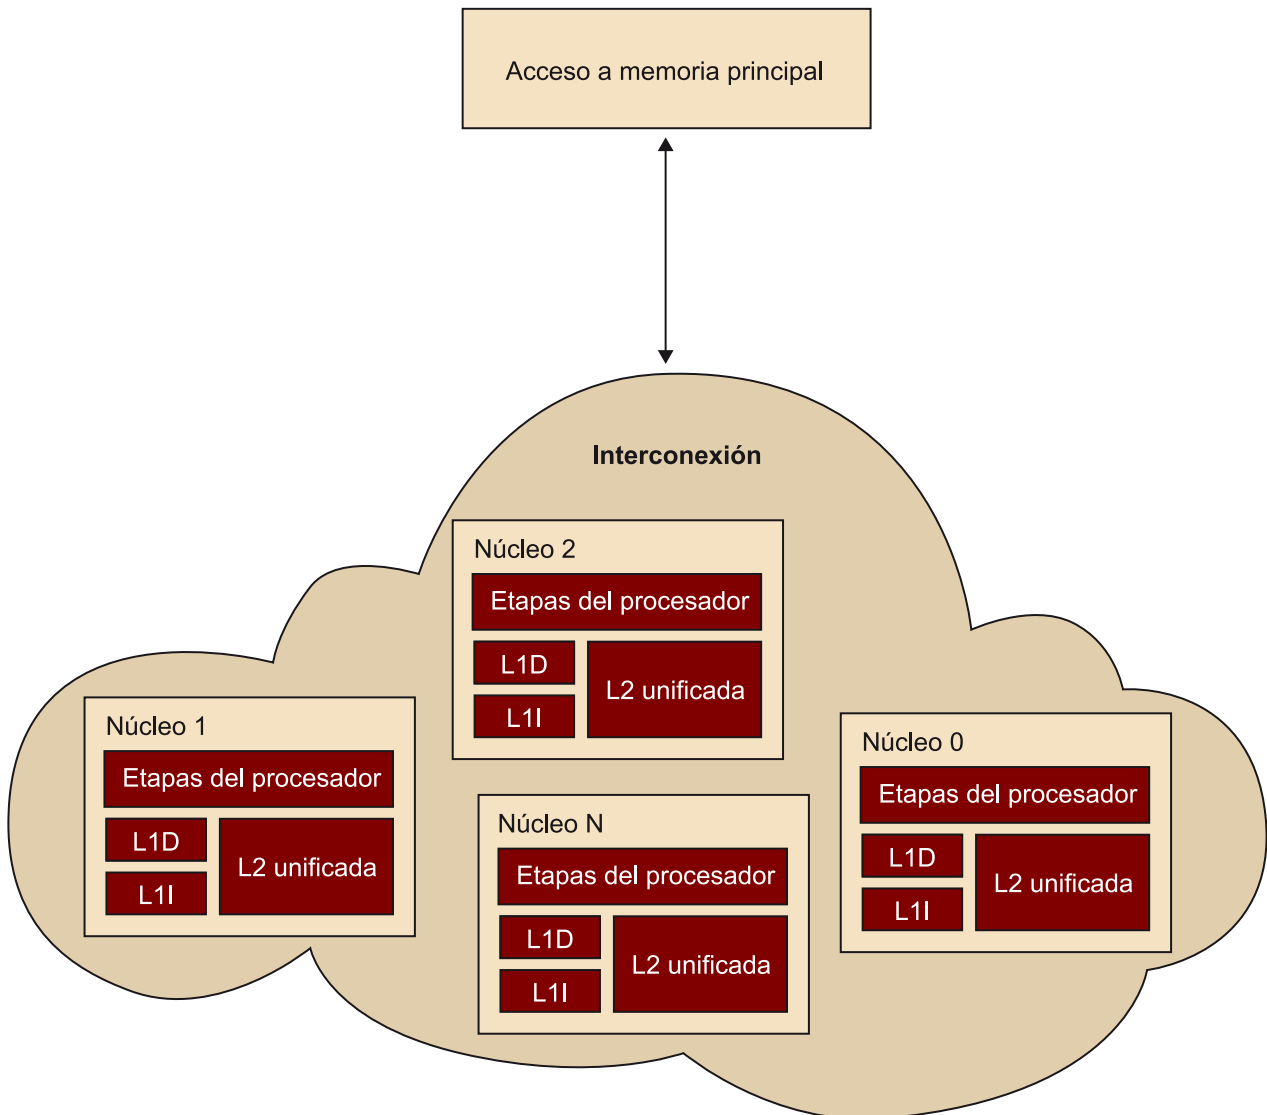 Acceso a memoria principal
Interconexión
Núcleo 2
Etapas del procesador
L1D
L2 unificada
L1I
Núcleo 1
Etapas del procesador
L1D
L2 unificada
L1I
Núcleo 0
Etapas del procesador
L1D
L2 unificada
L1I
Núcleo N
Etapas del procesador
L1D
L2 unificada
L1I